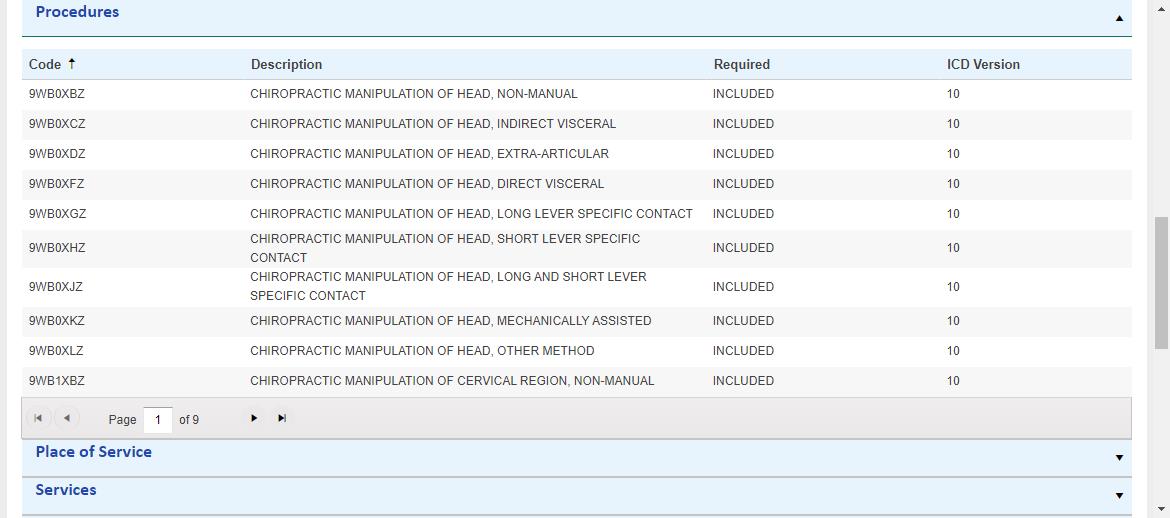 Procedures
Code Description Required ICD Version
9WB0XBZ CHIROPRACTIC MANIPULATION OF HEAD, NON-MANUAL INCLUDED 10
9WB0XCZ CHIROPRACTIC MANIPULATION OF HEAD, INDIRECT VISCERAL INCLUDED 10
9WB0XDZ CHIROPRACTIC MANIPULATION OF HEAD, EXTRA-ARTICULAR INCLUDED 10
9WB0XFZ CHIROPRACTIC MANIPULATION OF HEAD, DIRECT VISCERAL INCLUDED 10
9WB0XGZ CHIROPRACTIC MANIPULATION OF HEAD, LONG LEVER SPECIFIC CONTACT INCLUDED 10
9WB0XHZ CHIROPRACTIC MANIPULATION OF HEAD, SHORT LEVER SPECIFIC
CONTACT INCLUDED 10
9WB0XJZ CHIROPRACTIC MANIPULATION OF HEAD, LONG AND SHORT LEVER
SPECIFIC CONTACT INCLUDED 10
9WB0XKZ CHIROPRACTIC MANIPULATION OF HEAD, MECHANICALLY ASSISTED INCLUDED 10
9WB0XLZ CHIROPRACTIC MANIPULATION OF HEAD, OTHER METHOD INCLUDED 10
9WB1XBZ CHIROPRACTIC MANIPULATION OF CERVICAL REGION, NON-MANUAL INCLUDED 10
Page 1 of 9
Place of Service
Services